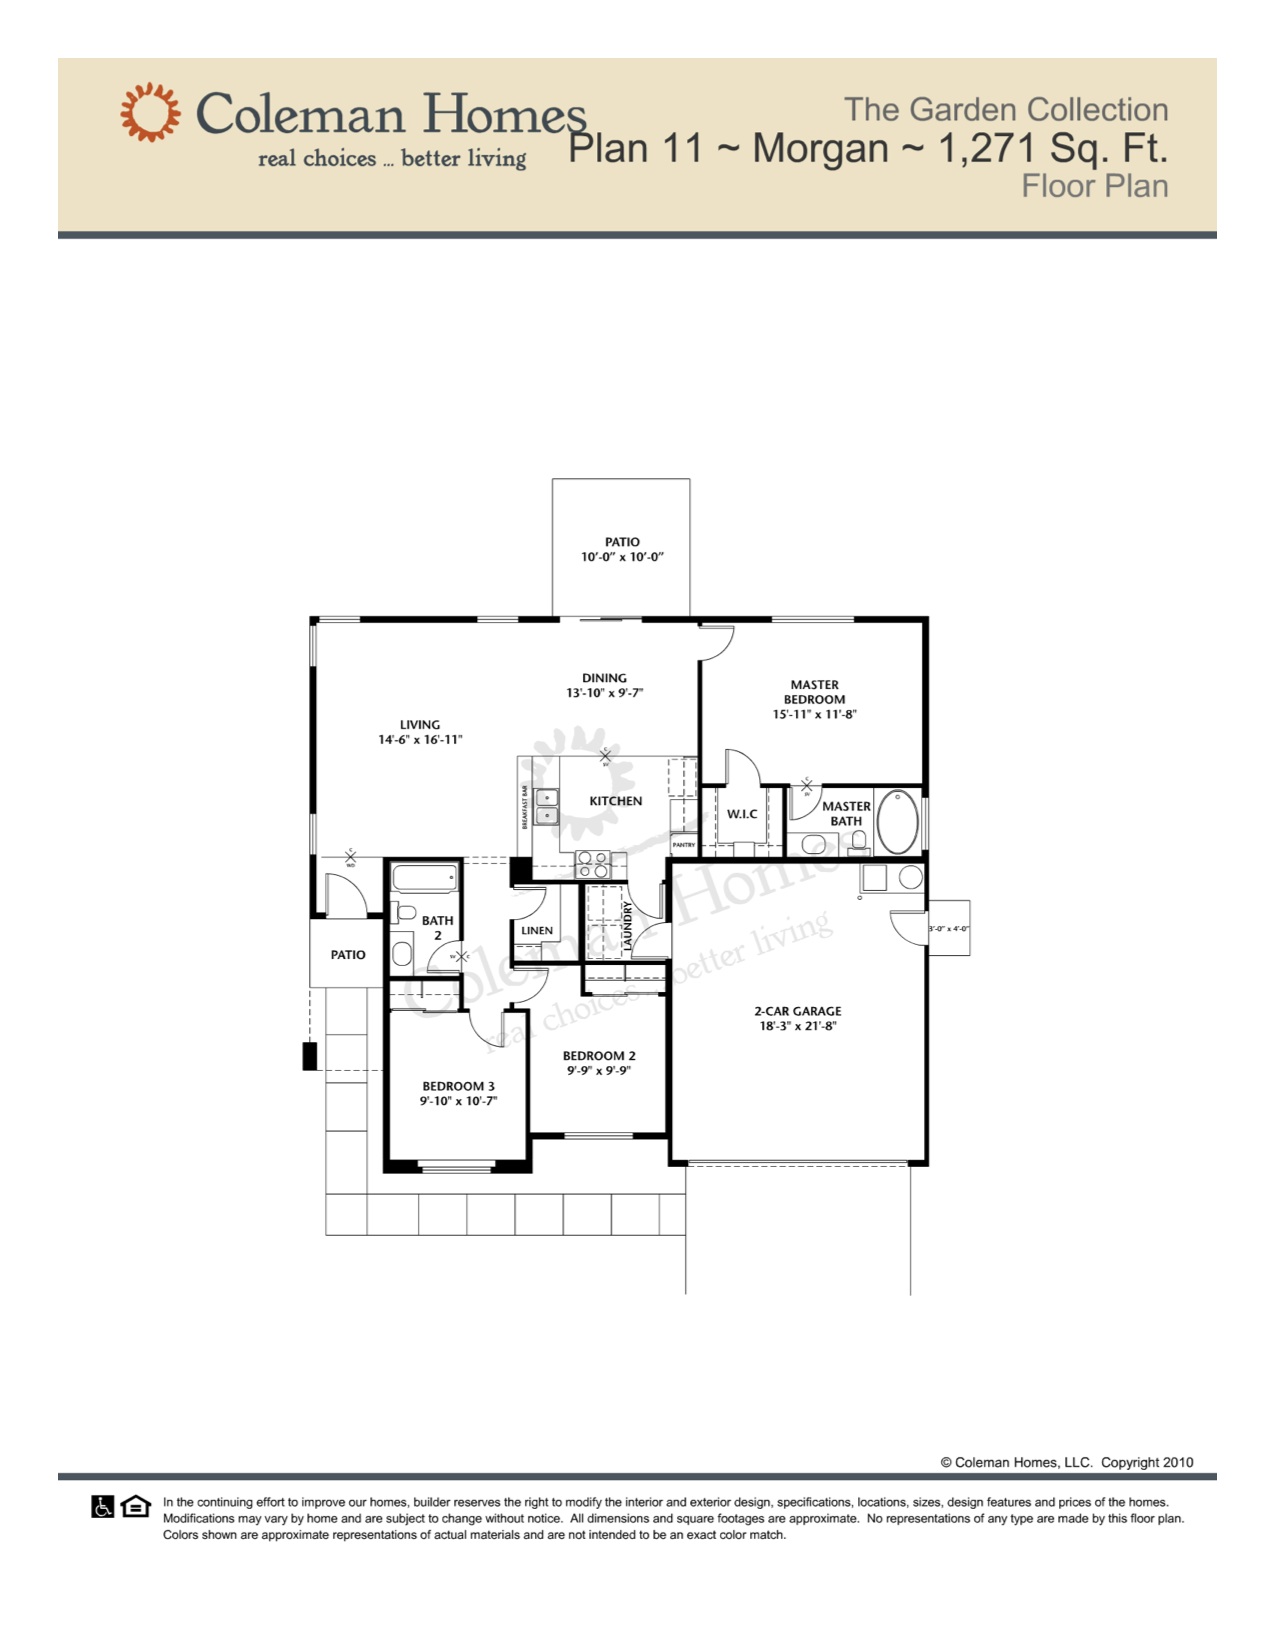 Coleman Homes
real choices ... better living
The Garden Collection
Plan 11 ~ Morgan ~ 1,271 Sq. Ft.
Floor Plan
PATIO
10'-0" x 10'-0"
DINING
13'-10" x 9'-7"
MASTER
BEDROOM
15'-11" x 11'-8"
LIVING
14'-6" x 16'-11"
BREAKFAST BAR
KITCHEN
PANTRY
W.I.C
MASTER
BATH
BATH
2
LINEN
LAUNDRY
PATIO
3'-0" x 4'-0"
2-CAR GARAGE
18'-3" x 21'-8"
BEDROOM 2
9'-9" x 9'-9"
BEDROOM 3
9'-10" x 10'-7"
Coleman Homes
real choices ... better living
© Coleman Homes, LLC.  Copyright 2010
In the continuing effort to improve our homes, builder reserves the right to modify the interior and exterior design, specifications, locations, sizes, design features and prices of the homes.
Modifications may vary by home and are subject to change without notice.  All dimensions and square footages are approximate.  No representations of any type are made by this floor plan.
Colors shown are approximate representations of actual materials and are not intended to be an exact color match.